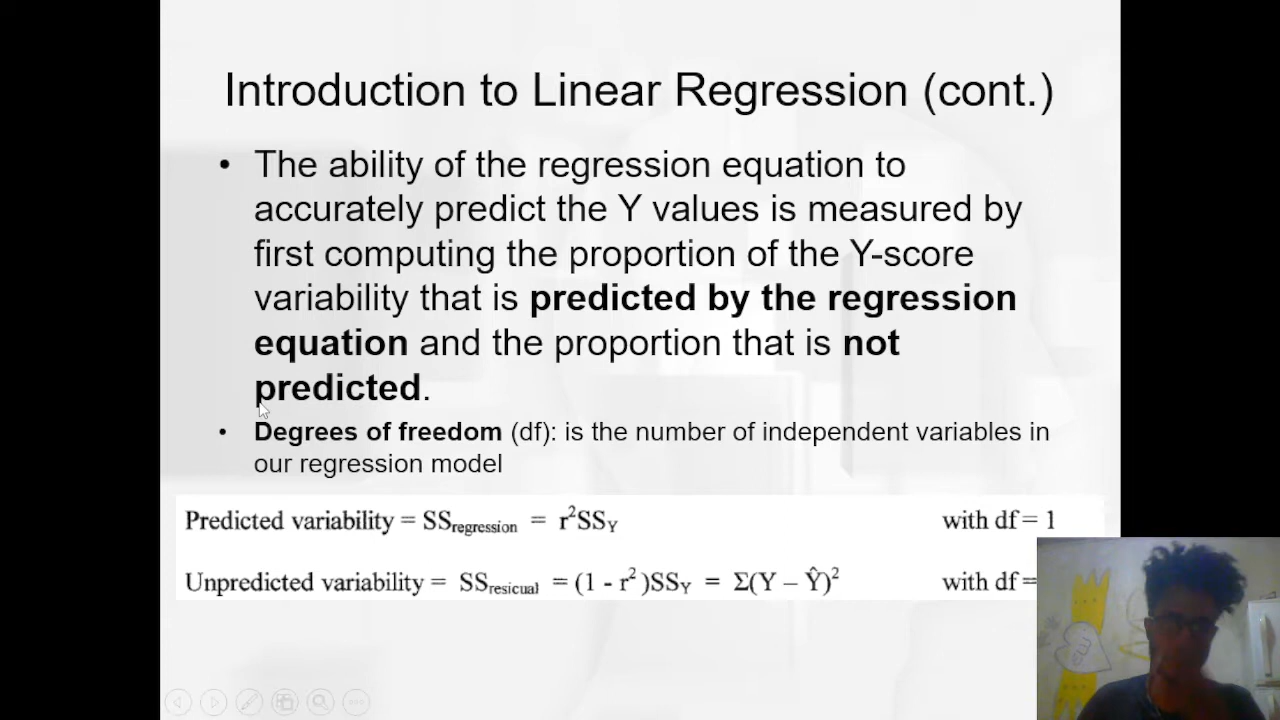 Introduction to Linear Regression (cont.)
• The ability of the regression equation to
accurately predict the Y values is measured by
first computing the proportion of the Y-score
variability that is predicted by the regression
equation and the proportion that is not
predicted.
• Degrees of freedom (df): is the number of independent variables in
our regression model
Predicted variability = SSregression = r²SSY with df = 1
Unpredicted variability = SSresicual = (1 - r²)SSY = Σ(Y – Ŷ)² with df =